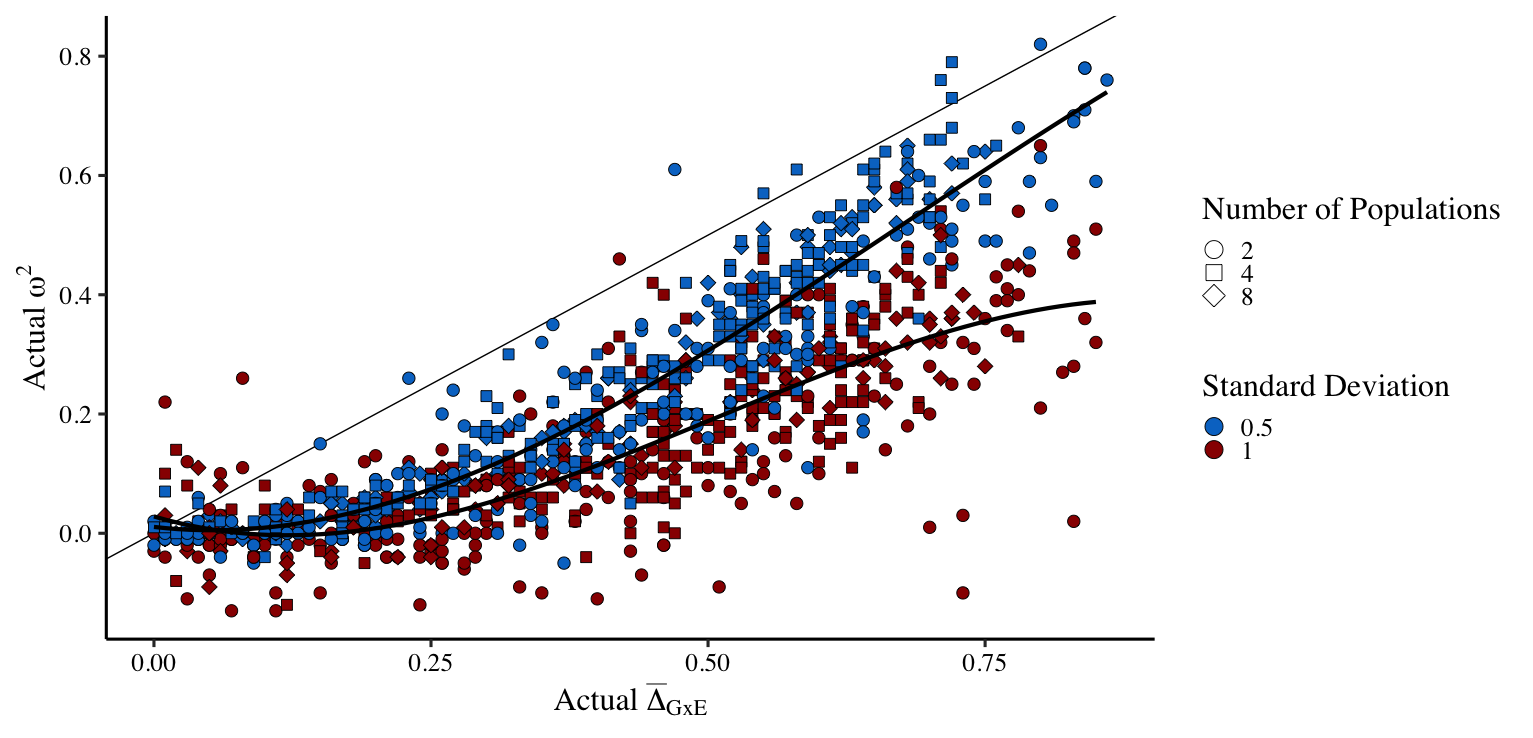 Actual ω²
0.8
0.6
0.4
0.2
0.0
0.00 0.25 0.50 0.75
Actual Δ̅GxE
Number of Populations
2
4
8
Standard Deviation
0.5
1